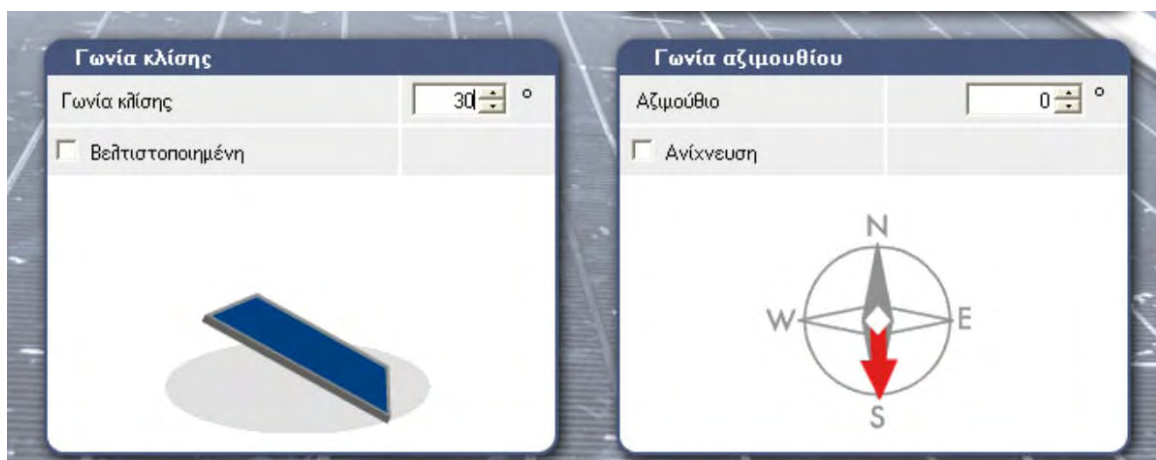 Γωνία κλίσης
Γωνία κλίσης 30 °
Βελτιστοποιημένη
Γωνία αζιμουθίου
Αζιμούθιο 0 °
Ανίχνευση
N
W E
S